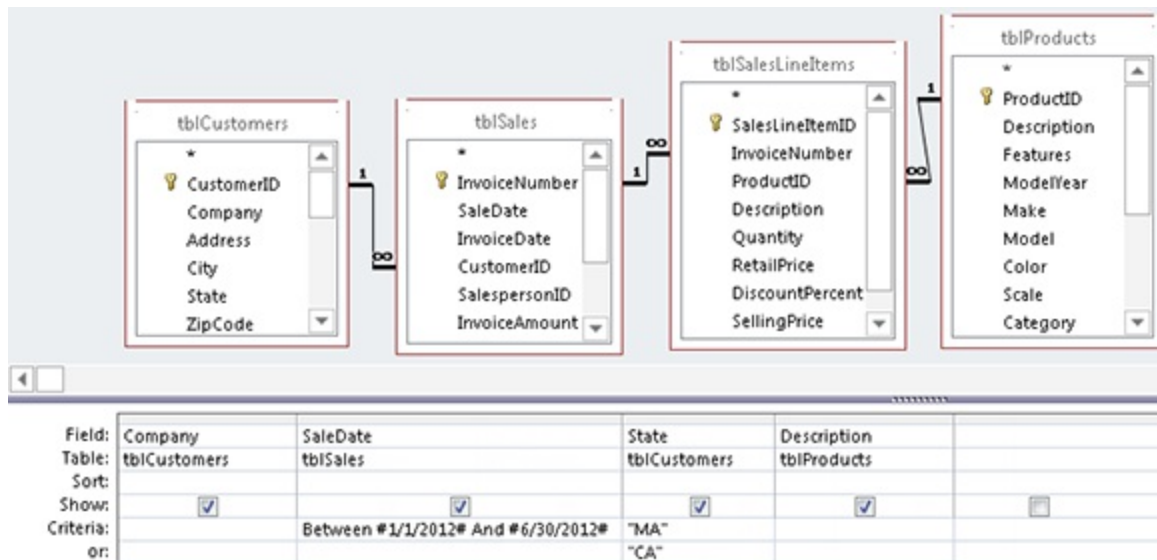 tblCustomers
*
CustomerID
Company
Address
City
State
ZipCode
1
∞
tblSales
*
InvoiceNumber
SaleDate
InvoiceDate
CustomerID
SalespersonID
InvoiceAmount
1
∞
tblSalesLineItems
*
SalesLineItemID
InvoiceNumber
ProductID
Description
Quantity
RetailPrice
DiscountPercent
SellingPrice
1
∞
tblProducts
*
ProductID
Description
Features
ModelYear
Make
Model
Color
Scale
Category
Field: Company SaleDate State Description
Table: tblCustomers tblSales tblCustomers tblProducts
Sort:
Show:
Criteria: Between #1/1/2012# And #6/30/2012# "MA"
or: "CA"